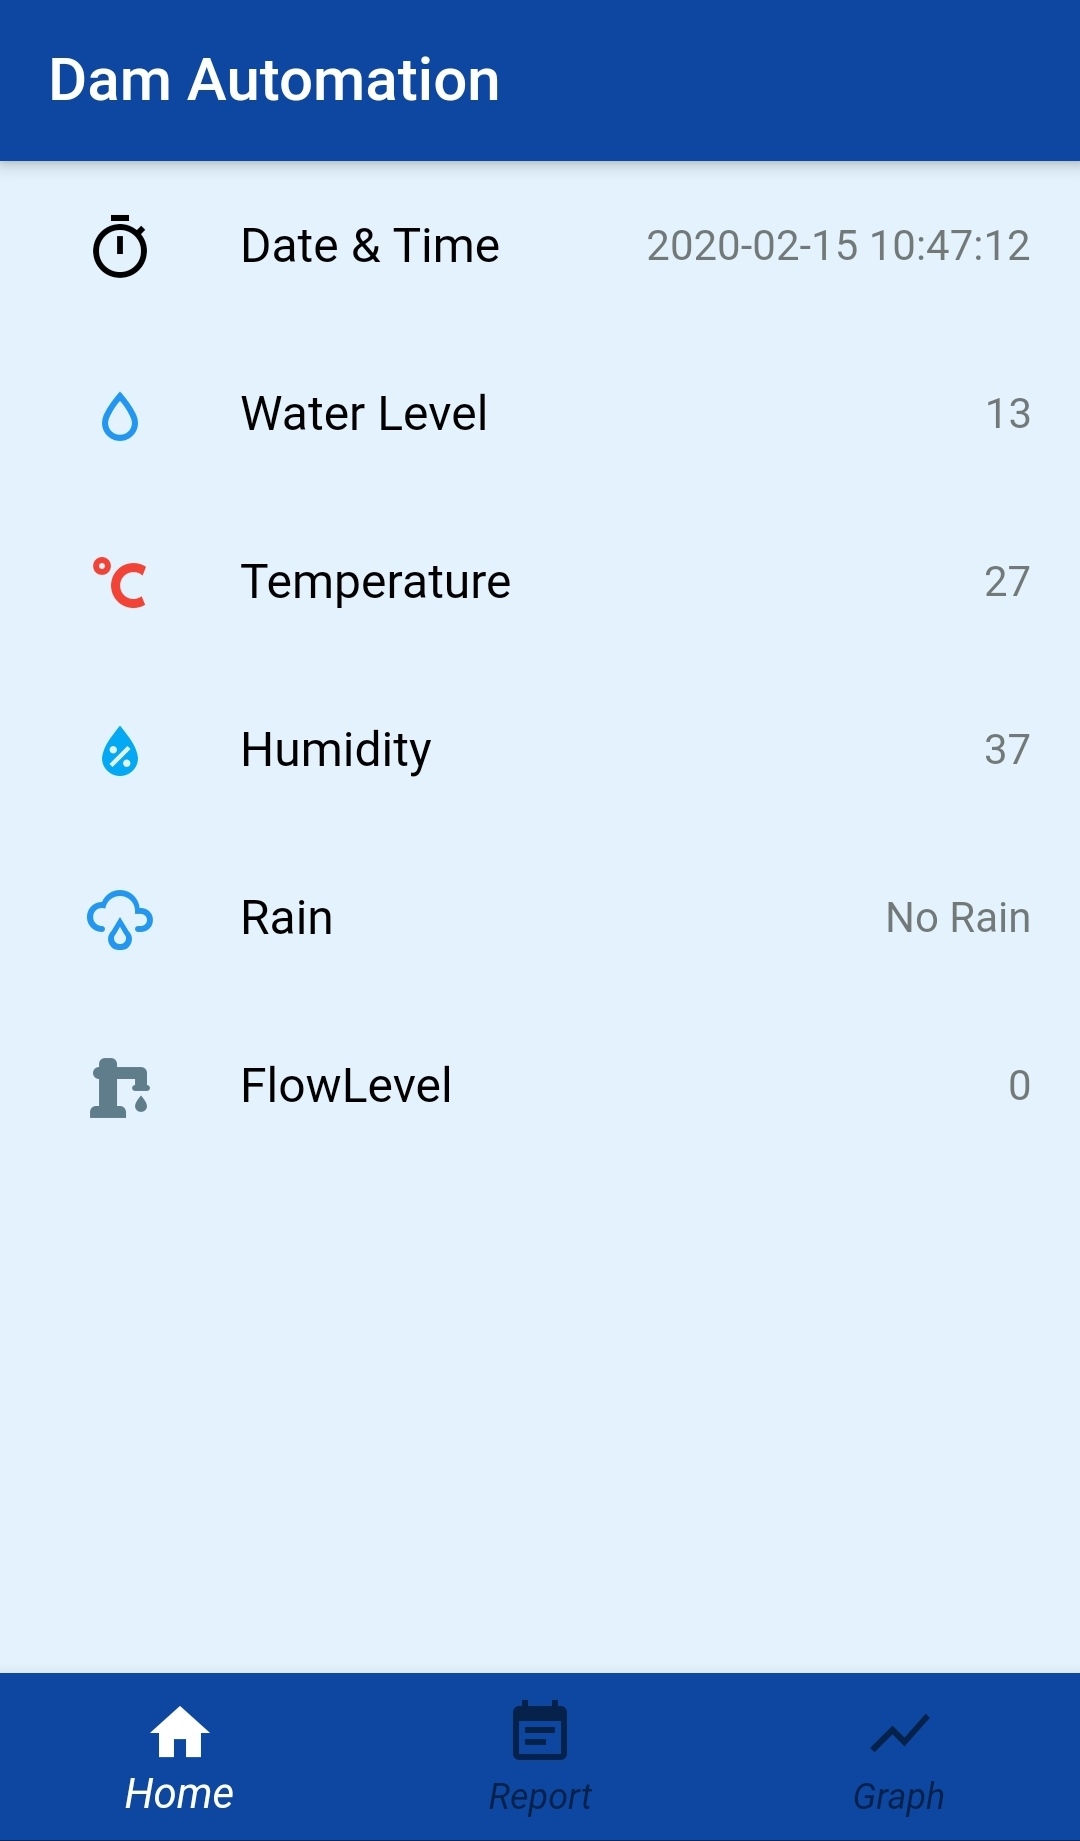 Dam Automation
Date & Time 2020-02-15 10:47:12
Water Level 13
°C Temperature 27
% Humidity 37
Rain No Rain
FlowLevel 0
Home Report Graph